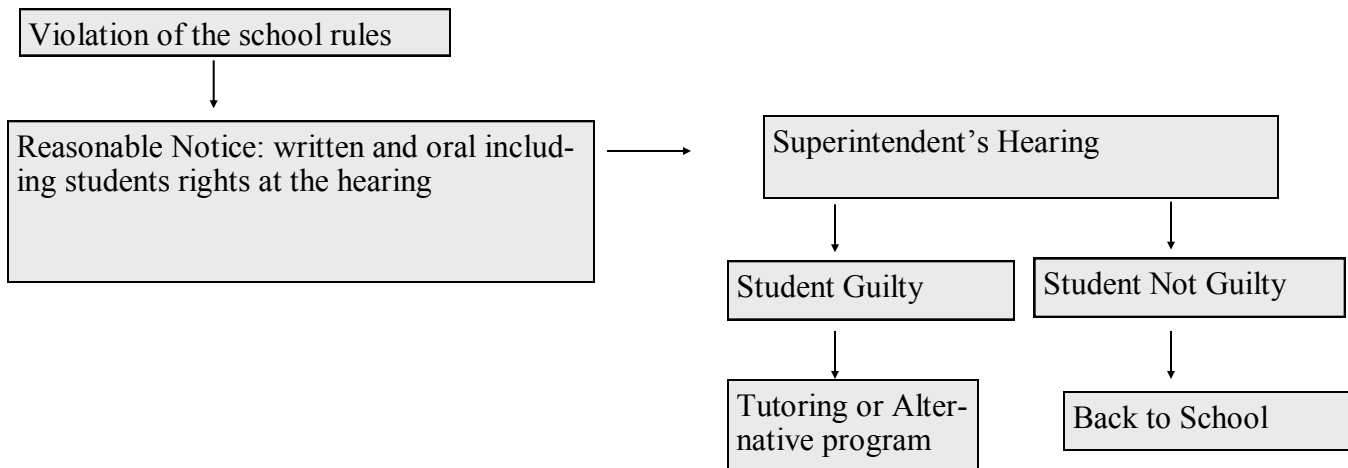 Violation of the school rules
Reasonable Notice: written and oral includ-
ing students rights at the hearing
Superintendent’s Hearing
Student Guilty
Student Not Guilty
Tutoring or Alter-
native program
Back to School